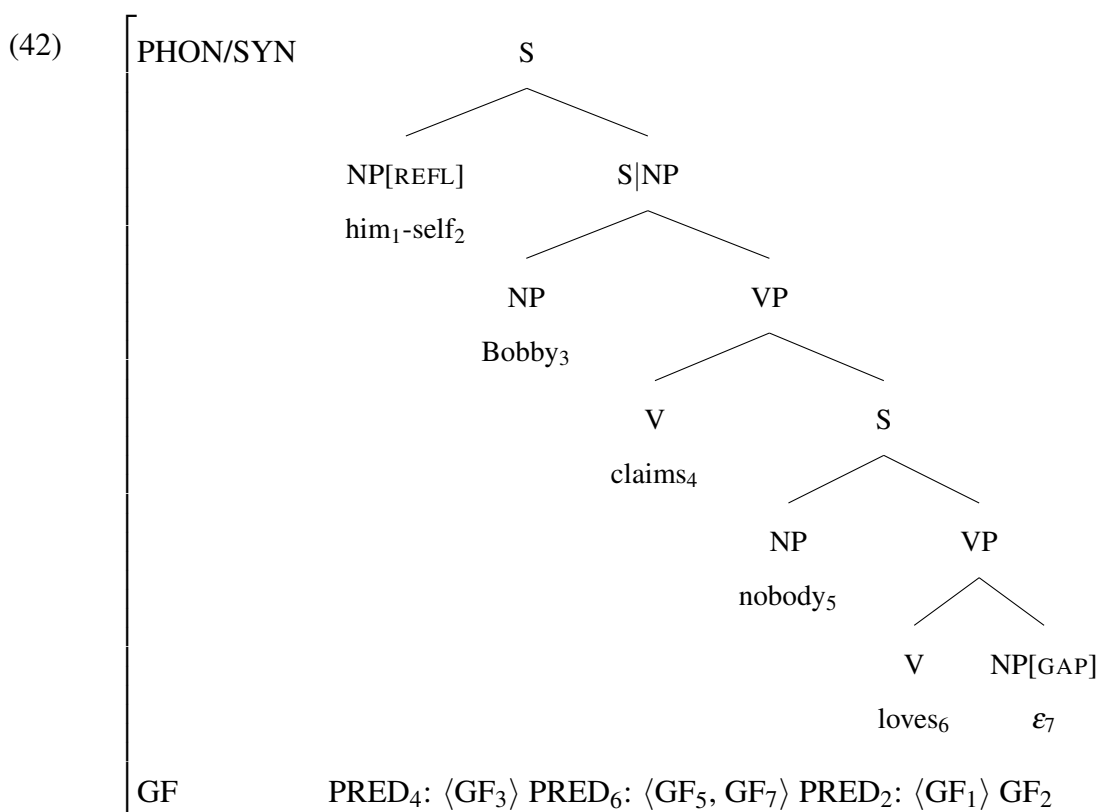 (42) PHON/SYN S
NP[REFL] S|NP
him₁-self₂
NP VP
Bobby₃
V S
claims₄
NP VP
nobody₅
V NP[GAP]
loves₆ ε₇
GF PRED₄: ⟨GF₃⟩ PRED₆: ⟨GF₅, GF₇⟩ PRED₂: ⟨GF₁⟩ GF₂